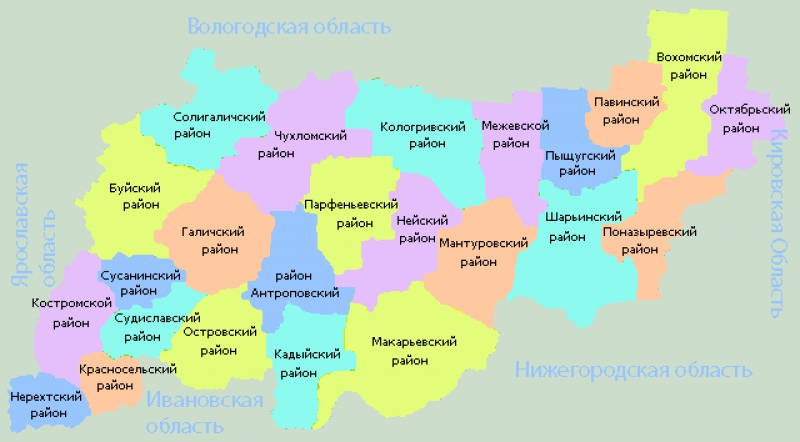 Вологодская область
Вохомский
район
Павинский
район
Октябрьский
район
Солигаличский
район
Чухломский
район
Кологривский
район
Межевской
район
Пыщугский
район
Кировская Область
Ярославская
область
Буйский
район
Парфеньевский
район
Нейский
район
Шарьинский
район
Поназыревский
район
Галичский
район
Мантуровский
район
Сусанинский
район
район
Антроповский
Костромской
район
Судиславский
район
Островский
район
Кадыйский
район
Макарьевский
район
Красносельский
район
Нерехтский
район
Ивановская
область
Нижегородская область